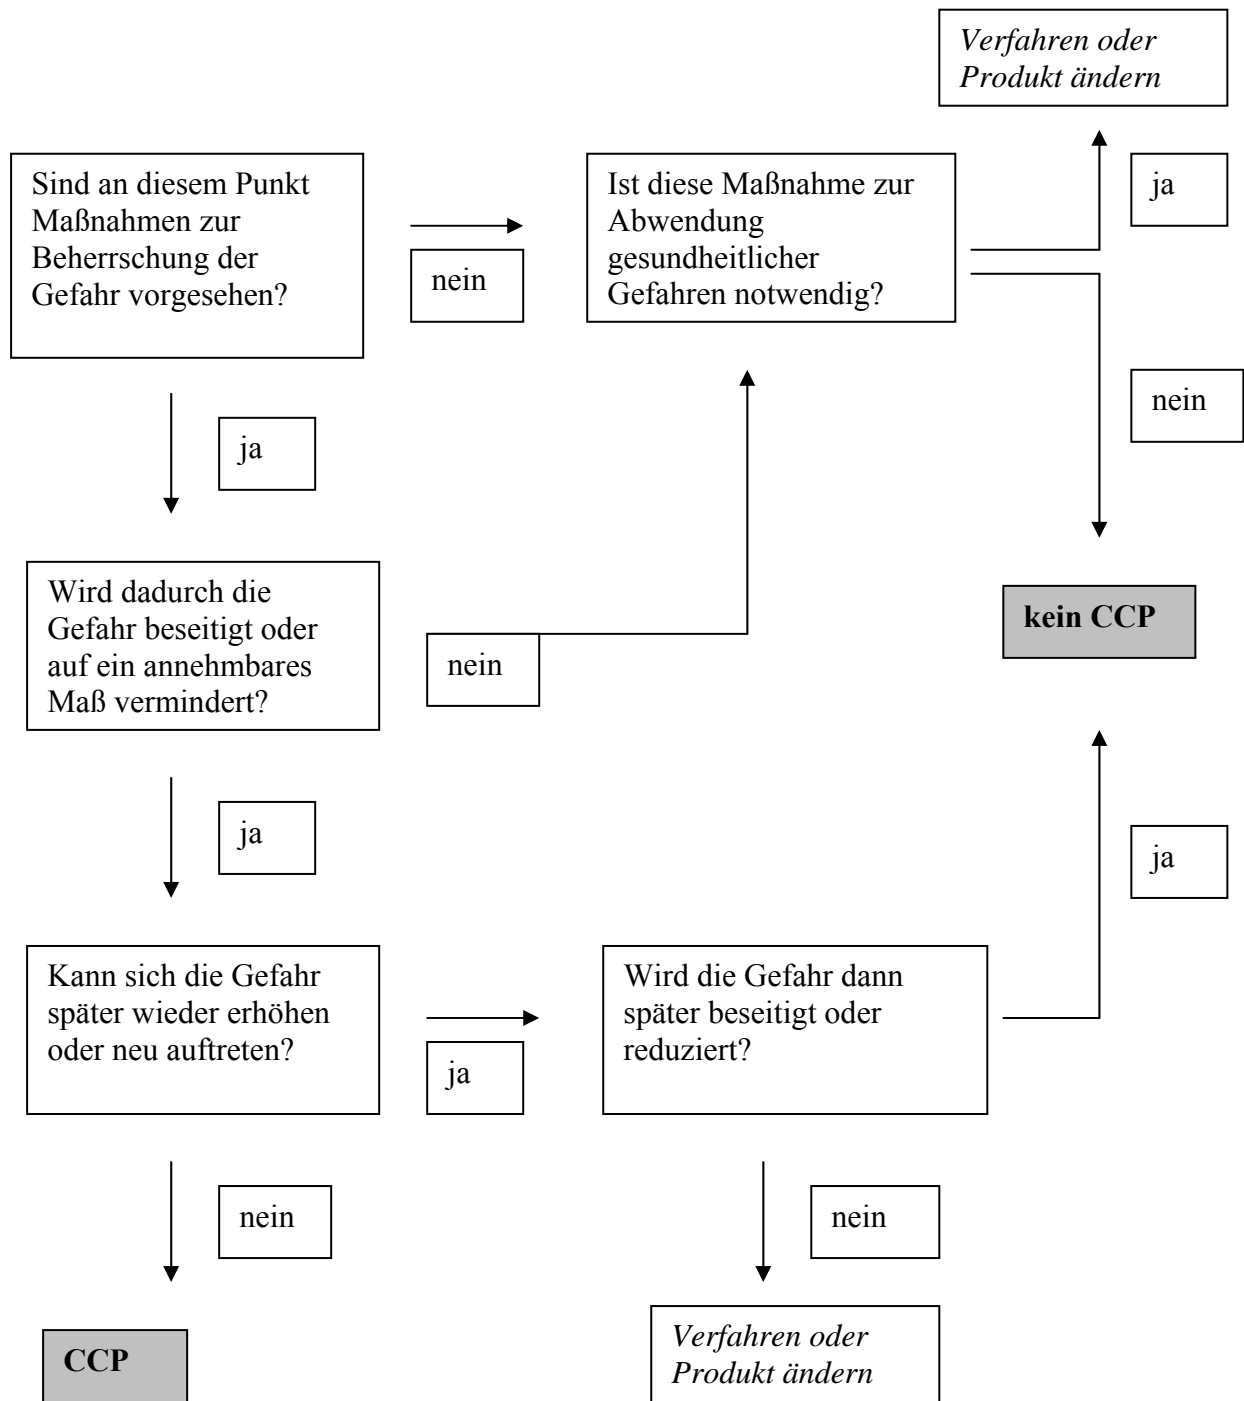 Verfahren oder
Produkt ändern
Sind an diesem Punkt
Maßnahmen zur
Beherrschung der
Gefahr vorgesehen?
nein
Ist diese Maßnahme zur
Abwendung
gesundheitlicher
Gefahren notwendig?
ja
nein
ja
Wird dadurch die
Gefahr beseitigt oder
auf ein annehmbares
Maß vermindert?
nein
kein CCP
ja
ja
Kann sich die Gefahr
später wieder erhöhen
oder neu auftreten?
ja
Wird die Gefahr dann
später beseitigt oder
reduziert?
nein
nein
CCP
Verfahren oder
Produkt ändern